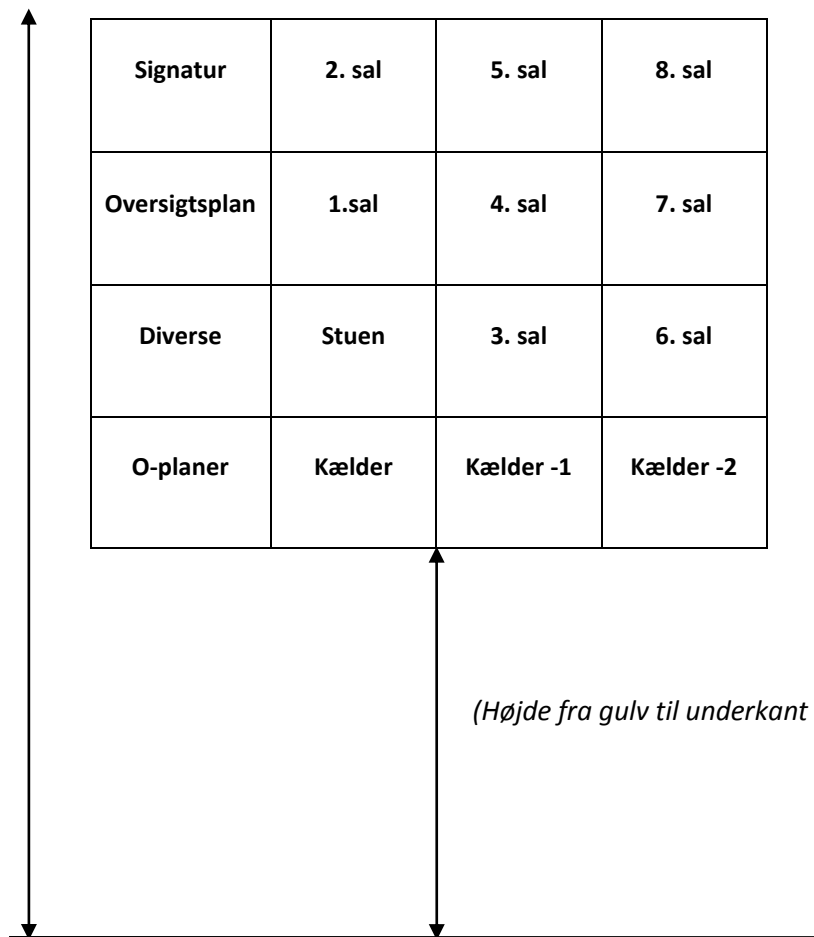 Signatur 2. sal 5. sal 8. sal
Oversigtsplan 1.sal 4. sal 7. sal
Diverse Stuen 3. sal 6. sal
O-planer Kælder Kælder -1 Kælder -2
(Højde fra gulv til underkant